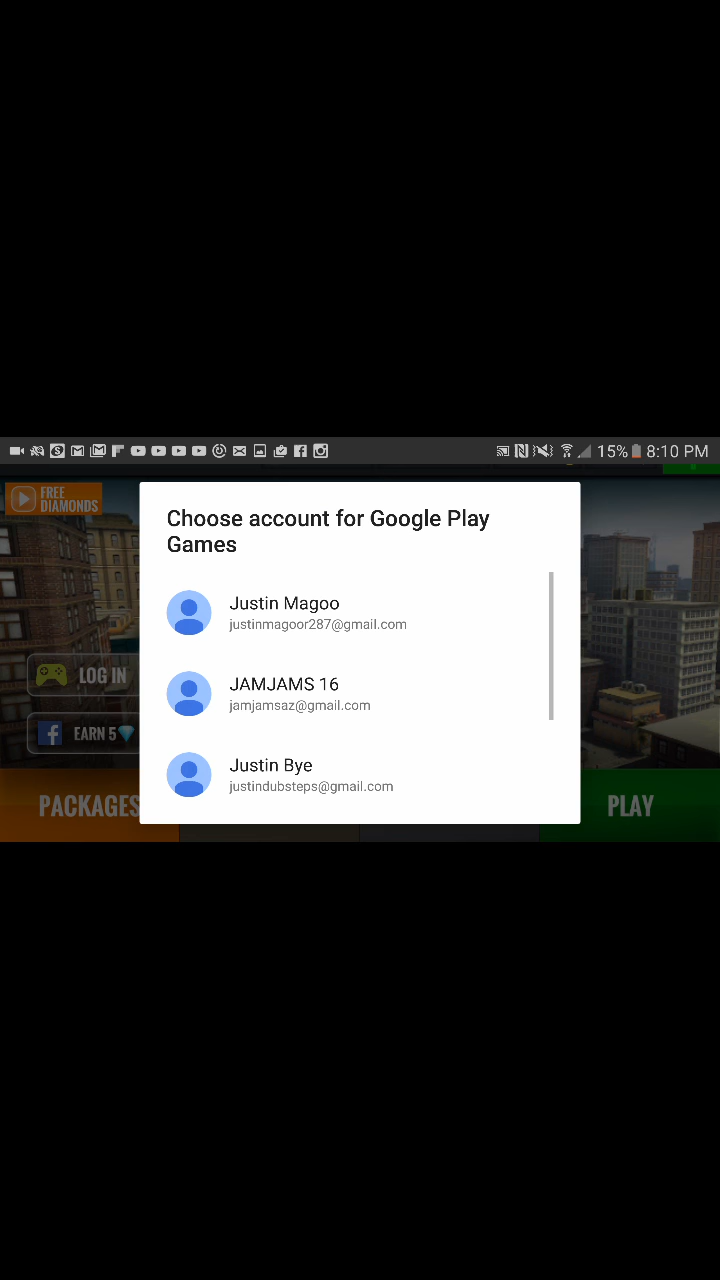 15% 8:10 PM
FREE
DIAMONDS
Choose account for Google Play
Games
Justin Magoo
justinmagoor287@gmail.com
JAMJAMS 16
jamjamsaz@gmail.com
LOG IN
EARN 5
Justin Bye
justindubsteps@gmail.com
PACKAGES
PLAY